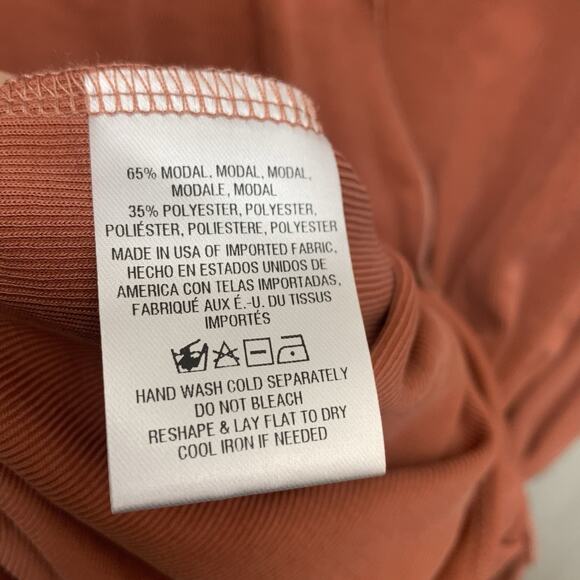 65% MODAL, MODAL, MODAL,
MODALE, MODAL
35% POLYESTER, POLYESTER,
POLIÉSTER, POLIESTERE, POLYESTER
MADE IN USA OF IMPORTED FABRIC,
HECHO EN ESTADOS UNIDOS DE
AMERICA CON TELAS IMPORTADAS,
FABRIQUÉ AUX É.-U. DU TISSUS
IMPORTÉS
HAND WASH COLD SEPARATELY
DO NOT BLEACH
RESHAPE & LAY FLAT TO DRY
COOL IRON IF NEEDED